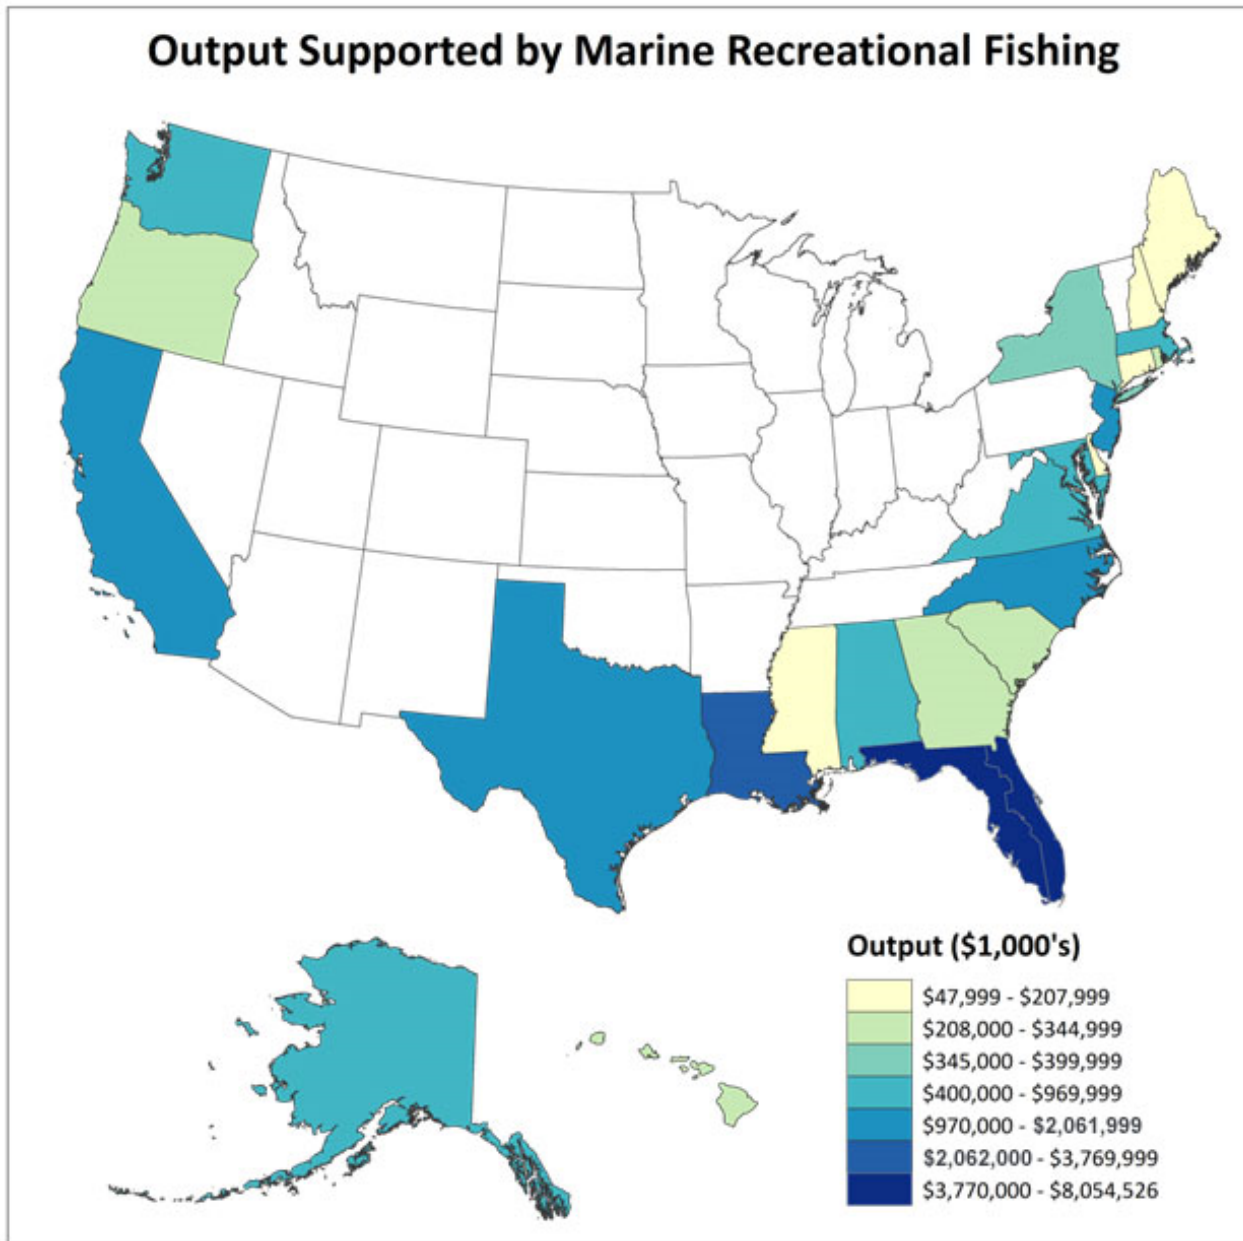 Output Supported by Marine Recreational Fishing
Output ($1,000's)
$47,999 - $207,999
$208,000 - $344,999
$345,000 - $399,999
$400,000 - $969,999
$970,000 - $2,061,999
$2,062,000 - $3,769,999
$3,770,000 - $8,054,526